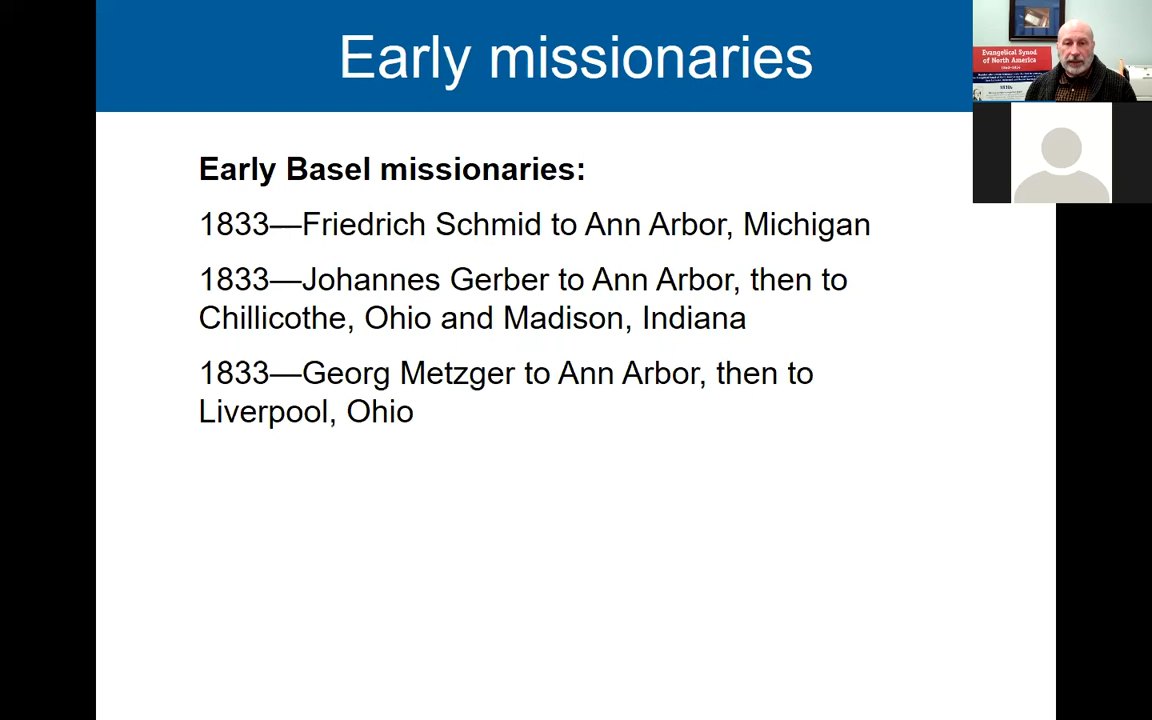 Early missionaries
Evangelical Synod
of North America
Early Basel missionaries:
1833—Friedrich Schmid to Ann Arbor, Michigan
1833—Johannes Gerber to Ann Arbor, then to
Chillicothe, Ohio and Madison, Indiana
1833—Georg Metzger to Ann Arbor, then to
Liverpool, Ohio